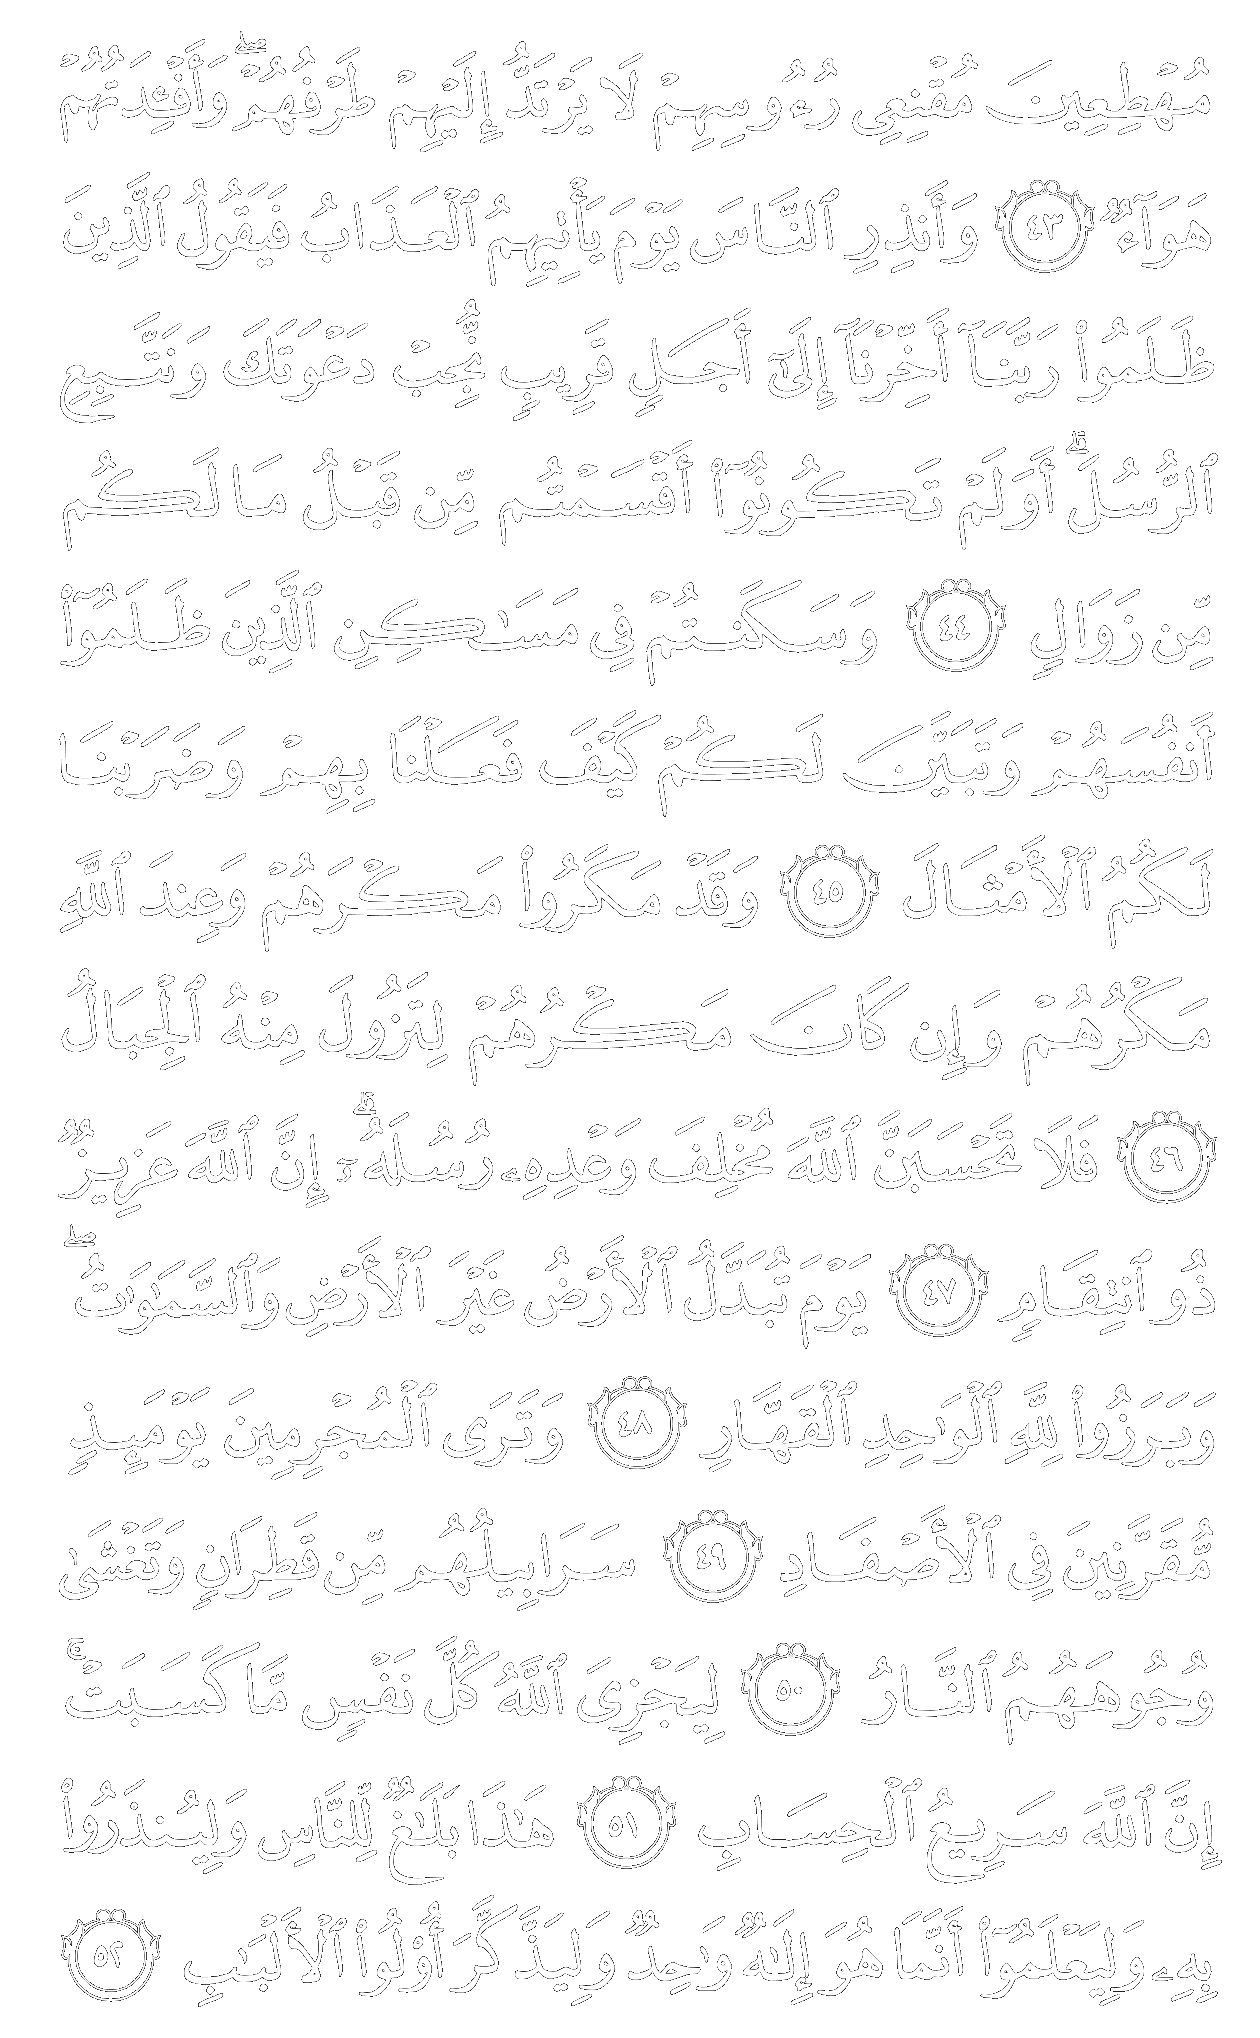 مُهْطِعِينَ مُقْنِعِى رُءُوسِهِمْ لَا يَرْتَدُّ إِلَيْهِمْ طَرْفُهُمْ ۖ وَأَفْـِٔدَتُهُمْ
هَوَآءٌ ٤٣ وَأَنذِرِ ٱلنَّاسَ يَوْمَ يَأْتِيهِمُ ٱلْعَذَابُ فَيَقُولُ ٱلَّذِينَ
ظَلَمُوا۟ رَبَّنَآ أَخِّرْنَآ إِلَىٰٓ أَجَلٍ قَرِيبٍ نُّجِبْ دَعْوَتَكَ وَنَتَّبِعِ
ٱلرُّسُلَ ۗ أَوَلَمْ تَكُونُوٓا۟ أَقْسَمْتُم مِّن قَبْلُ مَا لَكُم
مِّن زَوَالٍ ٤٤ وَسَكَنتُمْ فِى مَسَـٰكِنِ ٱلَّذِينَ ظَلَمُوٓا۟
أَنفُسَهُمْ وَتَبَيَّنَ لَكُمْ كَيْفَ فَعَلْنَا بِهِمْ وَضَرَبْنَا
لَكُمُ ٱلْأَمْثَالَ ٤٥ وَقَدْ مَكَرُوا۟ مَكْرَهُمْ وَعِندَ ٱللَّهِ
مَكْرُهُمْ وَإِن كَانَ مَكْرُهُمْ لِتَزُولَ مِنْهُ ٱلْجِبَالُ
٤٦ فَلَا تَحْسَبَنَّ ٱللَّهَ مُخْلِفَ وَعْدِهِۦ رُسُلَهُۥٓ ۗ إِنَّ ٱللَّهَ عَزِيزٌ
ذُو ٱنتِقَامٍ ٤٧ يَوْمَ تُبَدَّلُ ٱلْأَرْضُ غَيْرَ ٱلْأَرْضِ وَٱلسَّمَـٰوَٰتُ ۖ
وَبَرَزُوا۟ لِلَّهِ ٱلْوَٰحِدِ ٱلْقَهَّارِ ٤٨ وَتَرَى ٱلْمُجْرِمِينَ يَوْمَئِذٍ
مُّقَرَّنِينَ فِى ٱلْأَصْفَادِ ٤٩ سَرَابِيلُهُم مِّن قَطِرَانٍ وَتَغْشَىٰ
وُجُوهَهُمُ ٱلنَّارُ ٥٠ لِيَجْزِىَ ٱللَّهُ كُلَّ نَفْسٍ مَّا كَسَبَتْ ۚ
إِنَّ ٱللَّهَ سَرِيعُ ٱلْحِسَابِ ٥١ هَـٰذَا بَلَـٰغٌ لِّلنَّاسِ وَلِيُنذَرُوا۟
بِهِۦ وَلِيَعْلَمُوٓا۟ أَنَّمَا هُوَ إِلَـٰهٌ وَٰحِدٌ وَلِيَذَّكَّرَ أُو۟لُوا۟ ٱلْأَلْبَـٰبِ ٥٢